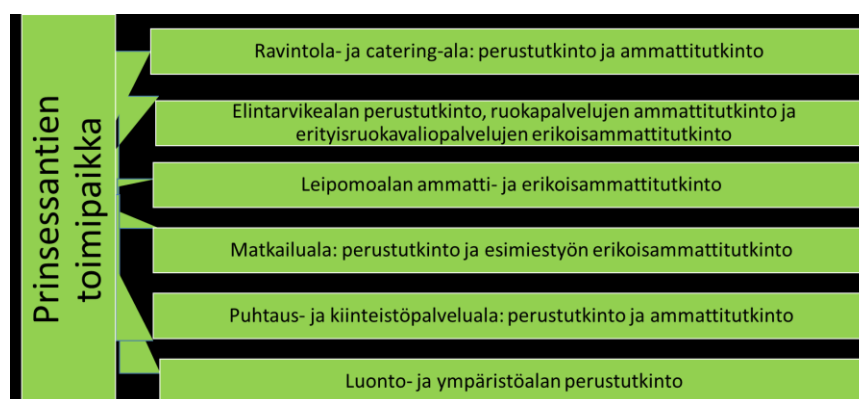 Prinsessantien
toimipaikka
Ravintola- ja catering-ala: perustutkinto ja ammattitutkinto
Elintarvikealan perustutkinto, ruokapalvelujen ammattitutkinto ja
erityisruokavaliopalvelujen erikoisammattitutkinto
Leipomoalan ammatti- ja erikoisammattitutkinto
Matkailuala: perustutkinto ja esimiestyön erikoisammattitutkinto
Puhtaus- ja kiinteistöpalveluala: perustutkinto ja ammattitutkinto
Luonto- ja ympäristöalan perustutkinto